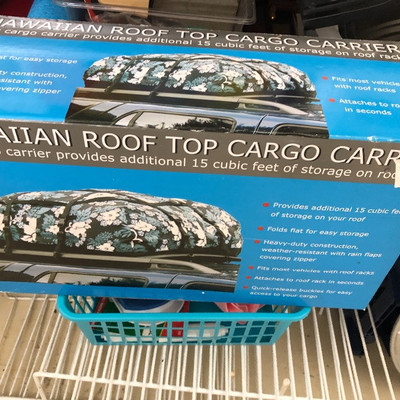 HAWAIIAN ROOF TOP CARGO CARRIER
cargo carrier provides additional 15 cubic feet of storage on roof rack
flat for easy storage
construction,
resistant with
covering zipper
• Fits most vehicles
with roof racks
• Attaches to
in seconds
AIIAN ROOF TOP CARGO CARR
carrier provides additional 15 cubic feet of storage on roo
• Provides additional 15 cubic fe
of storage on your roof
• Folds flat for easy storage
• Heavy-duty construction,
weather-resistant with rain flaps
covering zipper
• Fits most vehicles with roof racks
• Attaches to roof rack in seconds
• Quick-release buckles for easy
access to your cargo